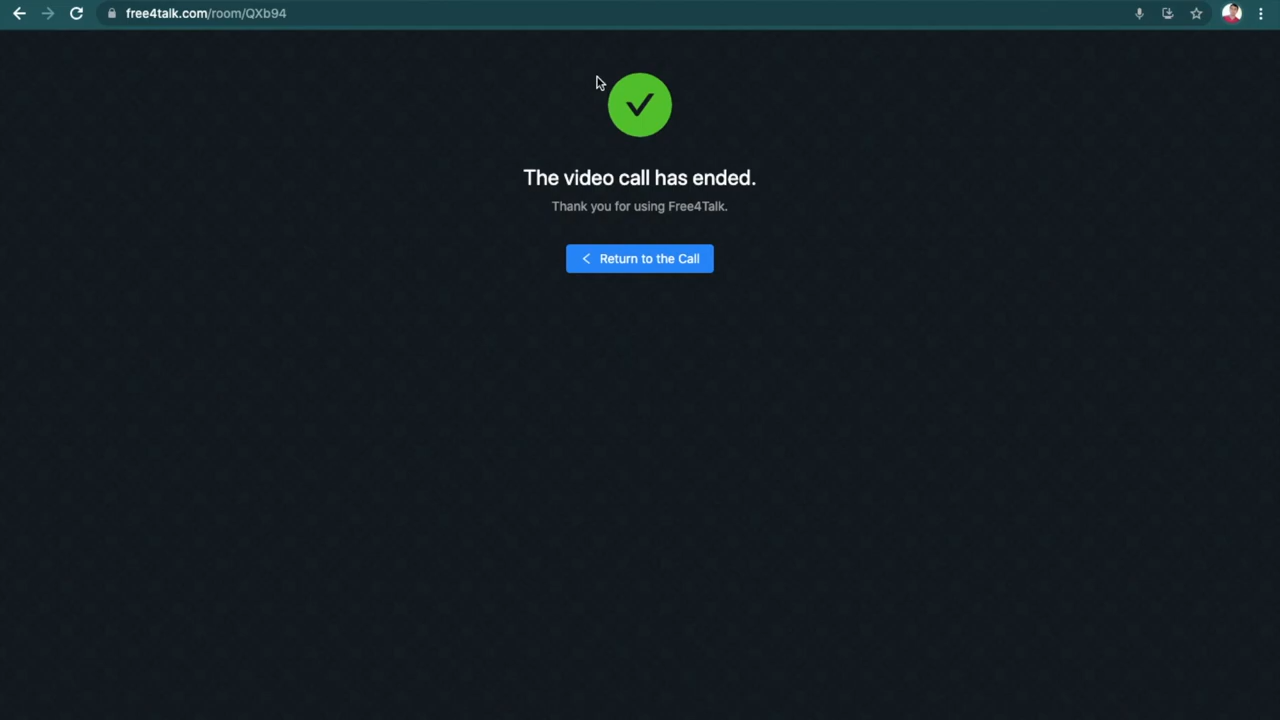 free4talk.com/room/QXb94
The video call has ended.
Thank you for using Free4Talk.
Return to the Call